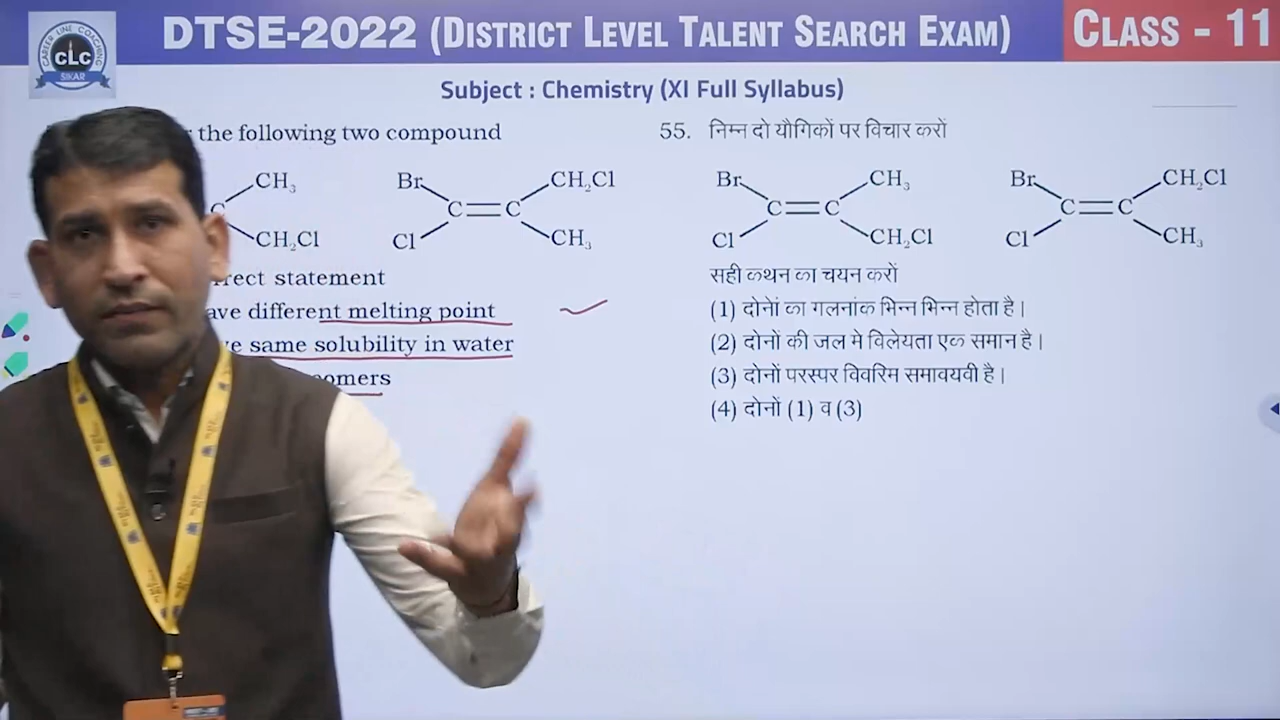 CAREER LINE COACHING
CLC
SIKAR
DTSE-2022 (DISTRICT LEVEL TALENT SEARCH EXAM)
CLASS - 11
Subject : Chemistry (XI Full Syllabus)
the following two compound
CH₃
C
CH₂Cl
Br CH₂Cl
C=C
Cl CH₃
statement
different melting point
same solubility in water
55. निम्न दो यौगिकों पर विचार करों
Br CH₃ Br CH₂Cl
C=C C=C
Cl CH₂Cl Cl CH₃
सही कथन का चयन करों
(1) दोनेां का गलनांक भिन्न भिन्न होता है।
(2) दोनों की जल मे विलेयता एक समान है।
(3) दोनों परस्पर विवरिम समावयवी है।
(4) दोनों (1) व (3)